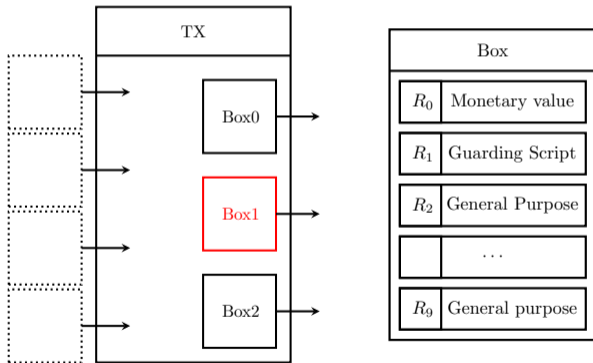 TX
Box0
Box1
Box2
Box
R₀ Monetary value
R₁ Guarding Script
R₂ General Purpose
...
R₉ General purpose